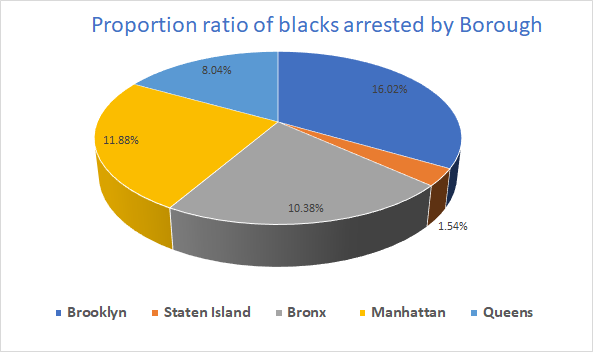 Proportion ratio of blacks arrested by Borough
8.04%
16.02%
11.88%
10.38%
1.54%
Brooklyn Staten Island Bronx Manhattan Queens